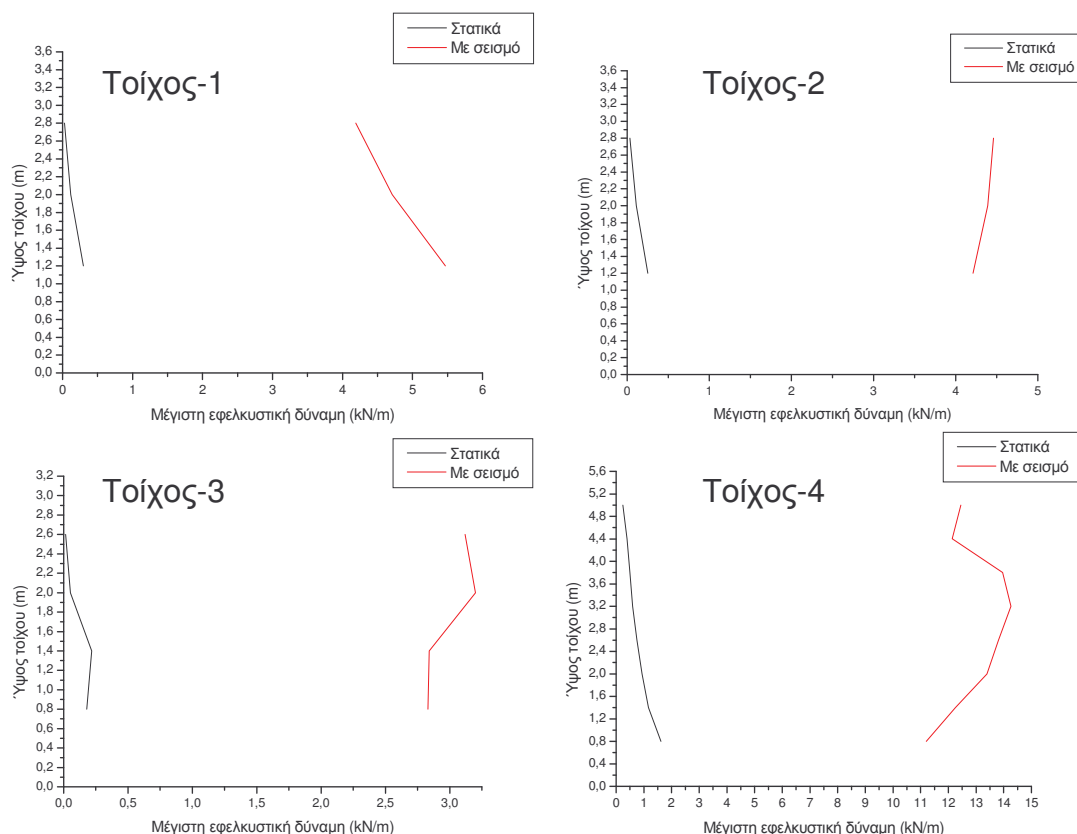 Στατικά
Με σεισμό
Τοίχος-1
3,6
3,4
3,2
3,0
2,8
2,6
2,4
2,2
2,0
1,8
1,6
1,4
1,2
1,0
0,8
0,6
0,4
0,2
0,0
Ύψος τοίχου (m)
0 1 2 3 4 5 6
Μέγιστη εφελκυστική δύναμη (kN/m)
Στατικά
Με σεισμό
Τοίχος-2
3,6
3,4
3,2
3,0
2,8
2,6
2,4
2,2
2,0
1,8
1,6
1,4
1,2
1,0
0,8
0,6
0,4
0,2
0,0
Ύψος τοίχου (m)
0 1 2 3 4 5
Μέγιστη εφελκυστική δύναμη (kN/m)
Στατικά
Με σεισμό
Τοίχος-3
3,2
3,0
2,8
2,6
2,4
2,2
2,0
1,8
1,6
1,4
1,2
1,0
0,8
0,6
0,4
0,2
0,0
Ύψος τοίχου (m)
0,0 0,5 1,0 1,5 2,0 2,5 3,0
Μέγιστη εφελκυστική δύναμη (kN/m)
Στατικά
Με σεισμό
Τοίχος-4
5,6
5,2
4,8
4,4
4,0
3,6
3,2
2,8
2,4
2,0
1,6
1,2
0,8
0,4
0,0
Ύψος τοίχου (m)
0 1 2 3 4 5 6 7 8 9 10 11 12 13 14 15
Μέγιστη εφελκυστική δύναμη (kN/m)